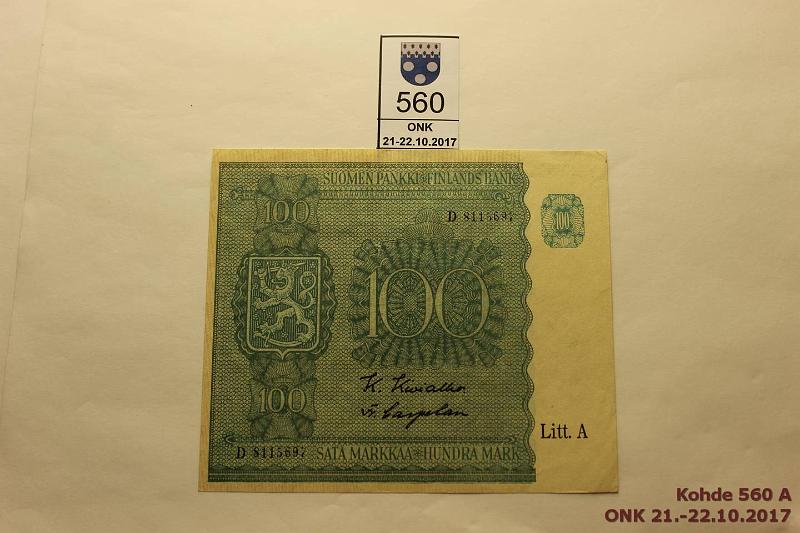 560
ONK
21-22.10.2017
SUOMEN PANKKI FINLANDS BANK
100
100
D 8115697
100
100
D 8115697
SATA MARKKAA HUNDRA MARK
Litt. A
Kohde 560 A
ONK 21.-22.10.2017